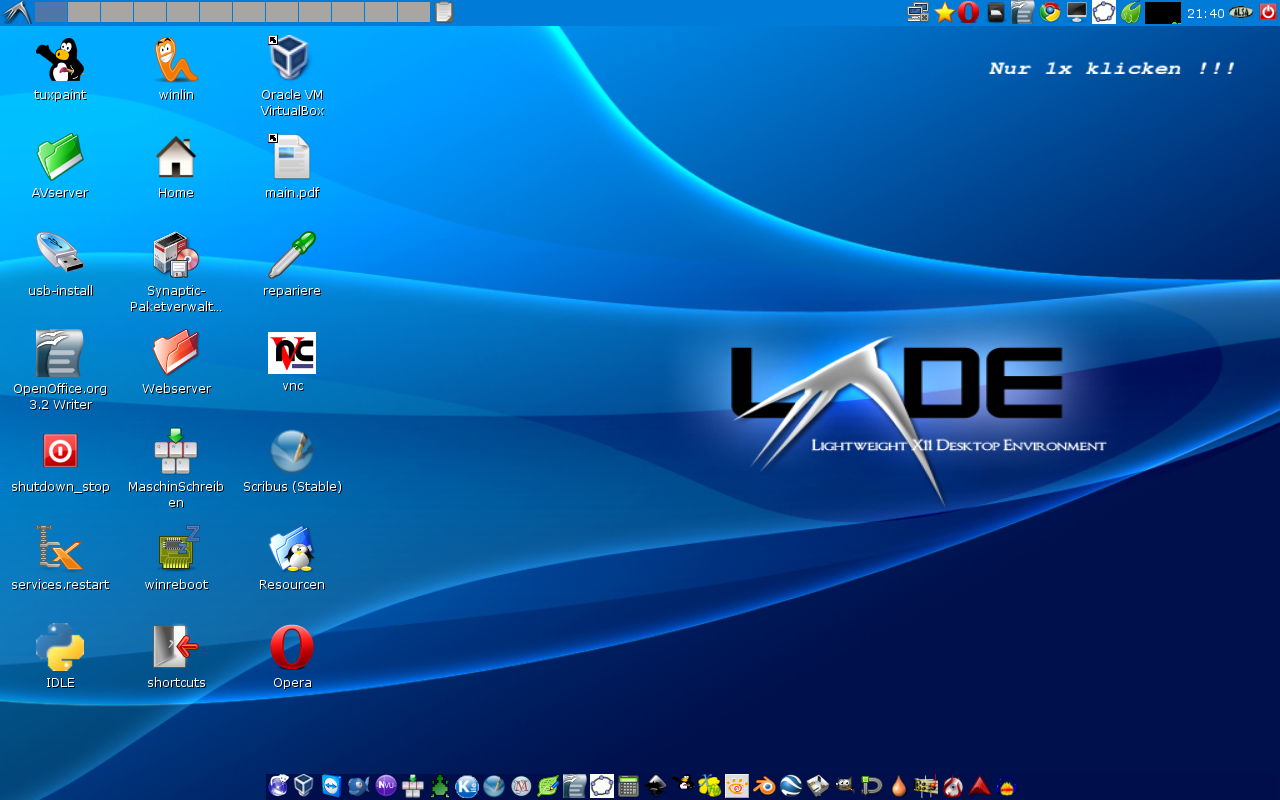 21:40
Nur 1x klicken !!!
tuxpaint
winlin
Oracle VM
VirtualBox
AVserver
Home
main.pdf
usb-install
Synaptic-
Paketverwalt...
repariere
OpenOffice.org
3.2 Writer
Webserver
vnc
shutdown_stop
MaschinSchreib
en
Scribus (Stable)
services.restart
winreboot
Resourcen
IDLE
shortcuts
Opera
LXDE
Lightweight X11 Desktop Environment